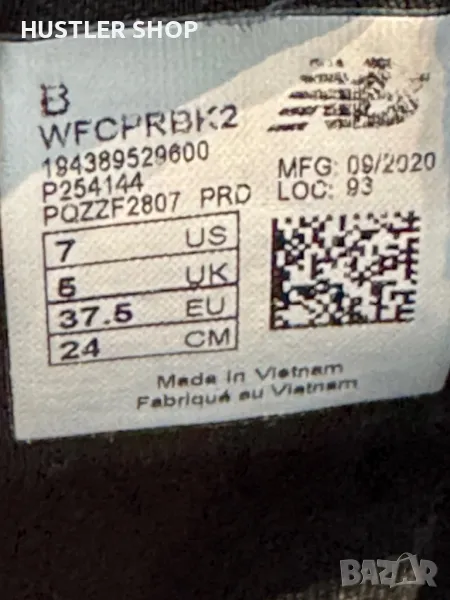 HUSTLER SHOP
B
WFCPRBK2
194389529600
P254144
PQZZF2807 PRD
MFG: 09/2020
LOC: 93
7 US
5 UK
37.5 EU
24 CM
Made in Vietnam
Fabriqué au Vietnam
BAZAR